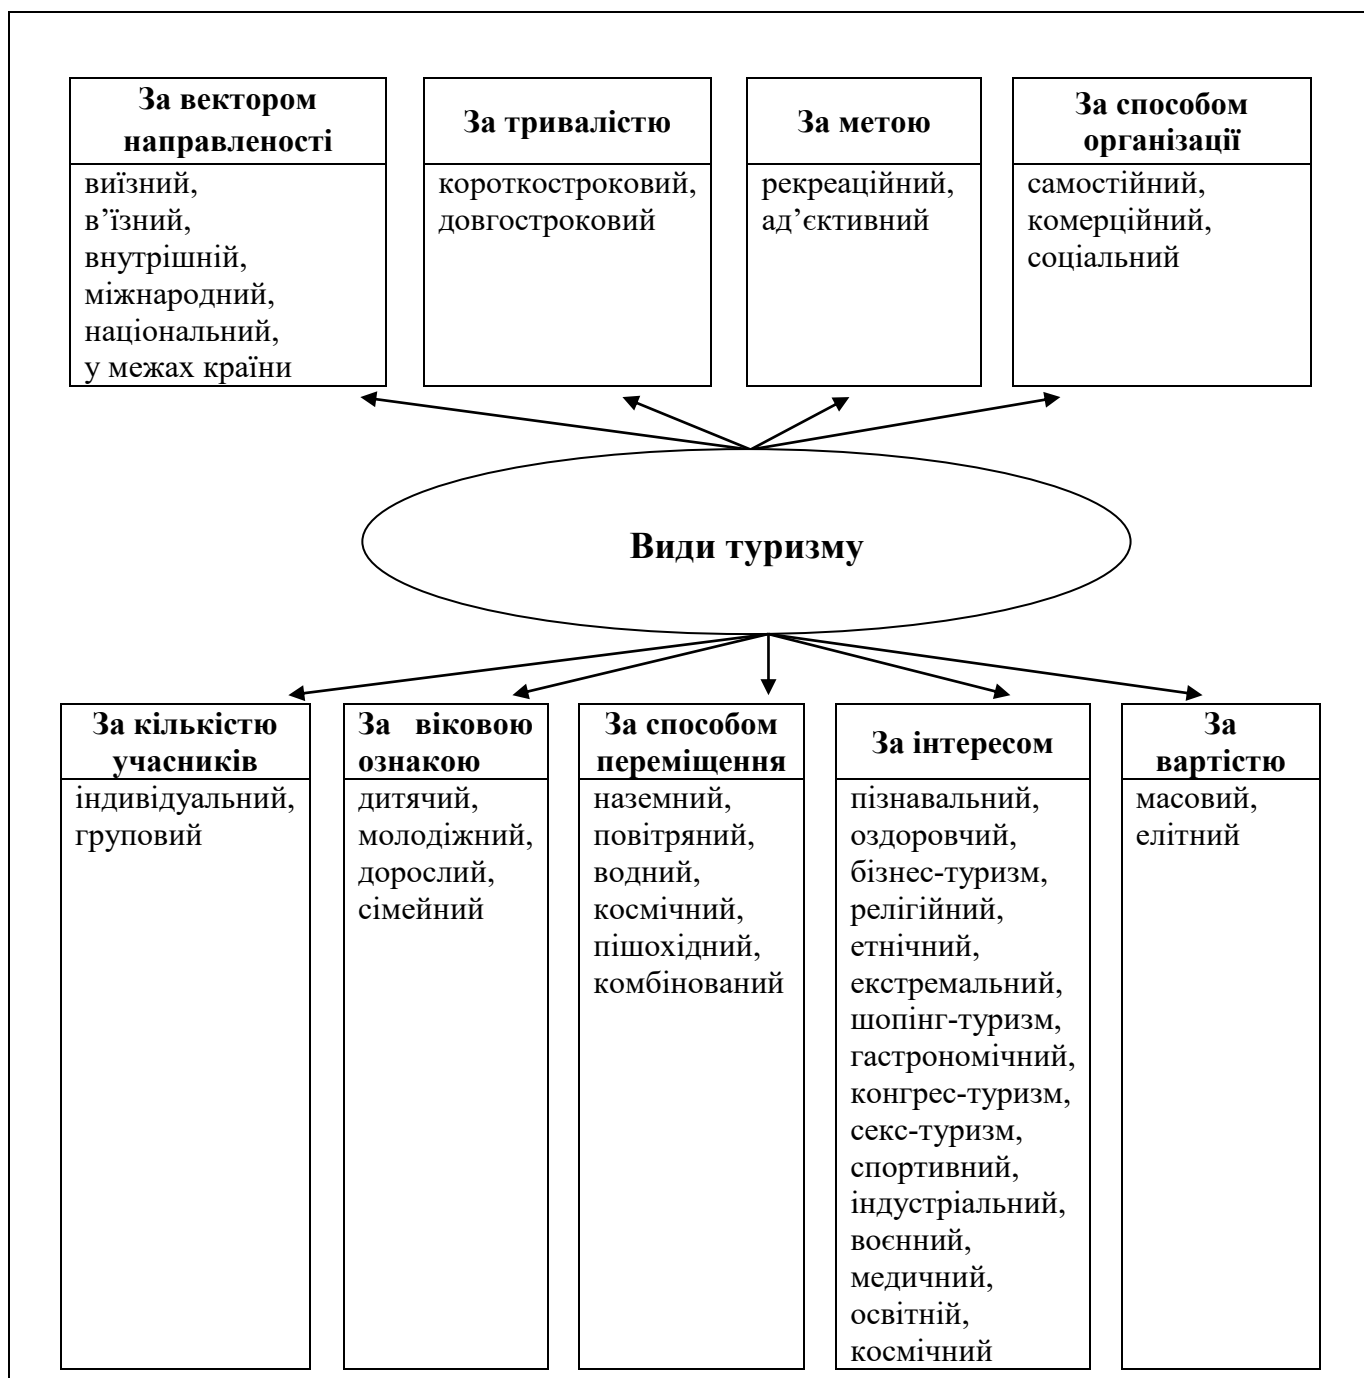 За вектором
направленості
виїзний,
в’їзний,
внутрішній,
міжнародний,
національний,
у межах країни
За тривалістю
короткостроковий,
довгостроковий
За метою
рекреаційний,
ад’єктивний
За способом
організації
самостійний,
комерційний,
соціальний
Види туризму
За кількістю
учасників
індивідуальний,
груповий
За віковою
ознакою
дитячий,
молодіжний,
дорослий,
сімейний
За способом
переміщення
наземний,
повітряний,
водний,
космічний,
пішохідний,
комбінований
За інтересом
пізнавальний,
оздоровчий,
бізнес-туризм,
релігійний,
етнічний,
екстремальний,
шопінг-туризм,
гастрономічний,
конгрес-туризм,
секс-туризм,
спортивний,
індустріальний,
воєнний,
медичний,
освітній,
космічний
За
вартістю
масовий,
елітний